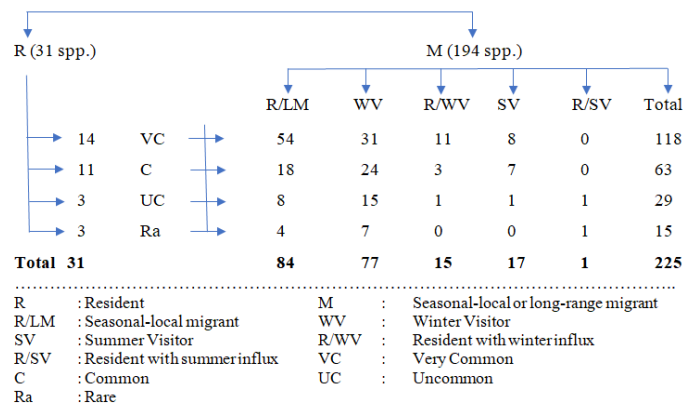 R (31 spp.) M (194 spp.)
R/LM WV R/WV SV R/SV Total
14 VC 54 31 11 8 0 118
11 C 18 24 3 7 0 63
3 UC 8 15 1 1 1 29
3 Ra 4 7 0 0 1 15
Total 31 84 77 15 17 1 225
R : Resident M : Seasonal-local or long-range migrant
R/LM : Seasonal-local migrant WV : Winter Visitor
SV : Summer Visitor R/WV : Resident with winter influx
R/SV : Resident with summer influx VC : Very Common
C : Common UC : Uncommon
Ra : Rare